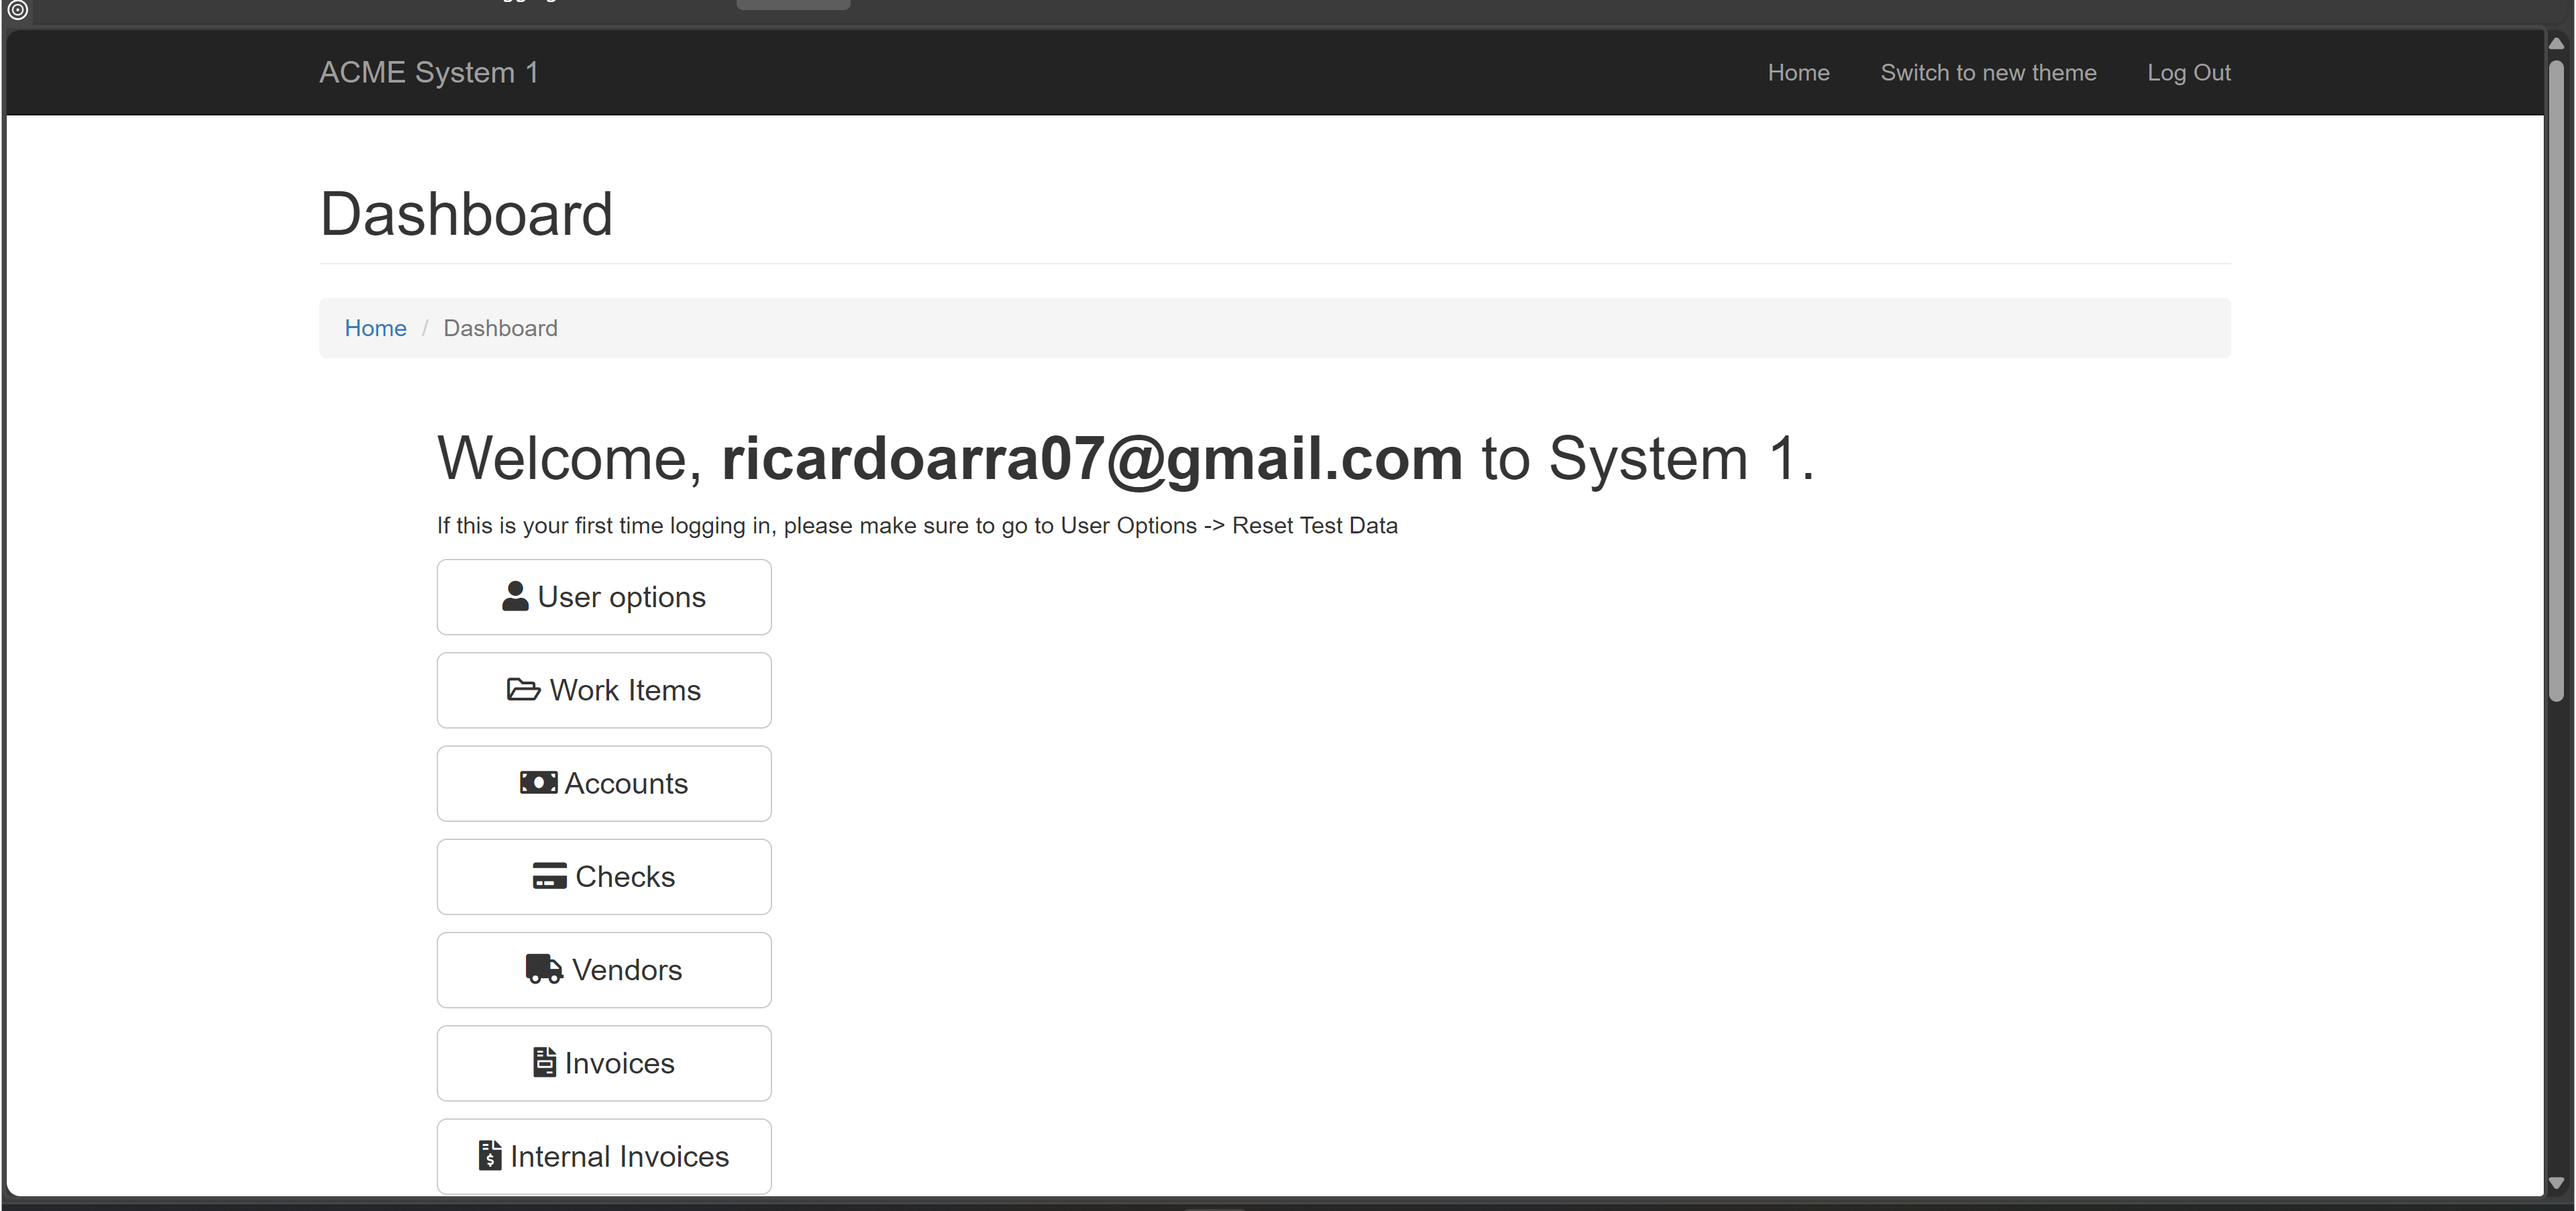 ACME System 1
Home
Switch to new theme
Log Out
Dashboard
Home / Dashboard
Welcome, ricardoarra07@gmail.com to System 1.
If this is your first time logging in, please make sure to go to User Options -> Reset Test Data
User options
Work Items
Accounts
Checks
Vendors
Invoices
Internal Invoices